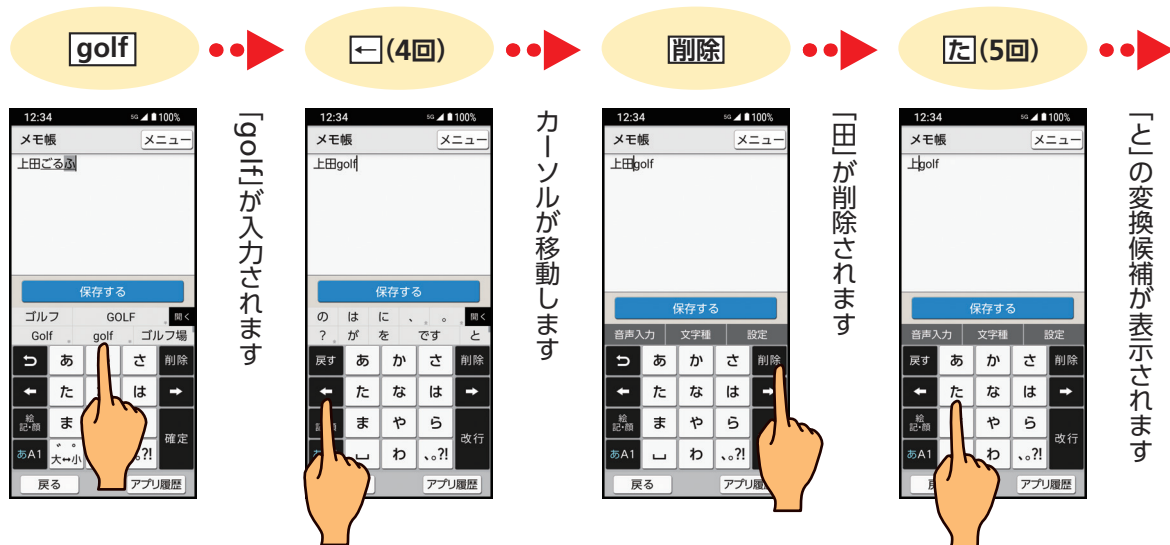 golf
←(4回)
削除
た(5回)
12:34 5G 100%
メモ帳 メニュー
上田ごるふ
保存する
ゴルフ GOLF 開く
Golf golf ゴルフ場
あ さ 削除
← た は
絵記・顔 ま
確定
あA1 大↔小 、。?!
戻る アプリ履歴
「golf」が入力されます
12:34 5G 100%
メモ帳 メニュー
上田golf
保存する
の は に 、 。 開く
? が を です と
戻す あ か さ 削除
← た な は →
ま や ら
改行
わ 、。?!
アプリ履歴
カーソルが移動します
12:34 5G 100%
メモ帳 メニュー
上田golf
保存する
音声入力 文字種 設定
あ か さ 削除
← た な は
絵記・顔 ま や ら
あA1 わ 、。?!
戻る アプリ履歴
「田」が削除されます
12:34 5G 100%
メモ帳 メニュー
上golf
保存する
音声入力 文字種 設定
戻す あ か さ 削除
← た な は →
絵記・顔 や ら
改行
あA1 わ 、。?!
アプリ履歴
「と」の変換候補が表示されます